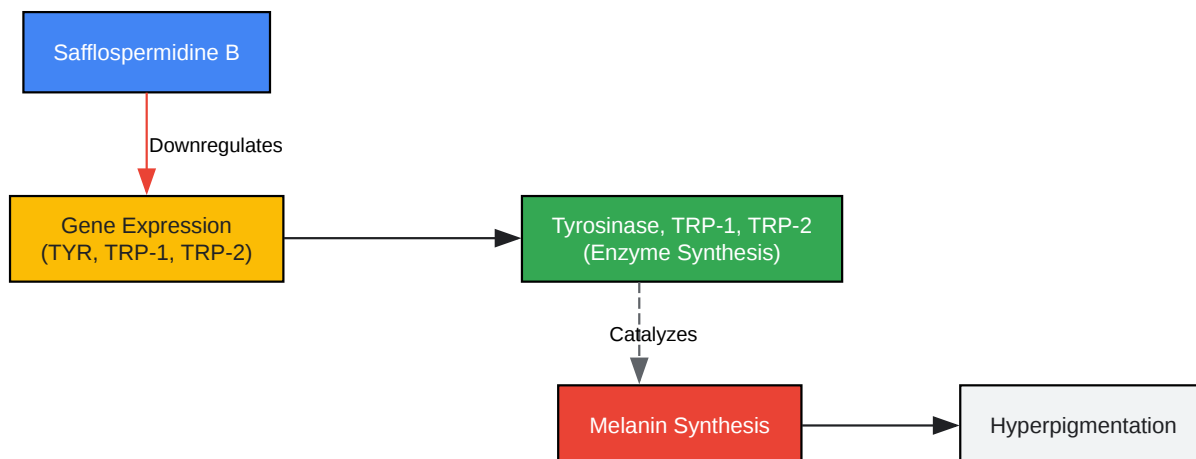 Safflospermidine B
Downregulates
Gene Expression
(TYR, TRP-1, TRP-2)
Tyrosinase, TRP-1, TRP-2
(Enzyme Synthesis)
Catalyzes
Melanin Synthesis
Hyperpigmentation